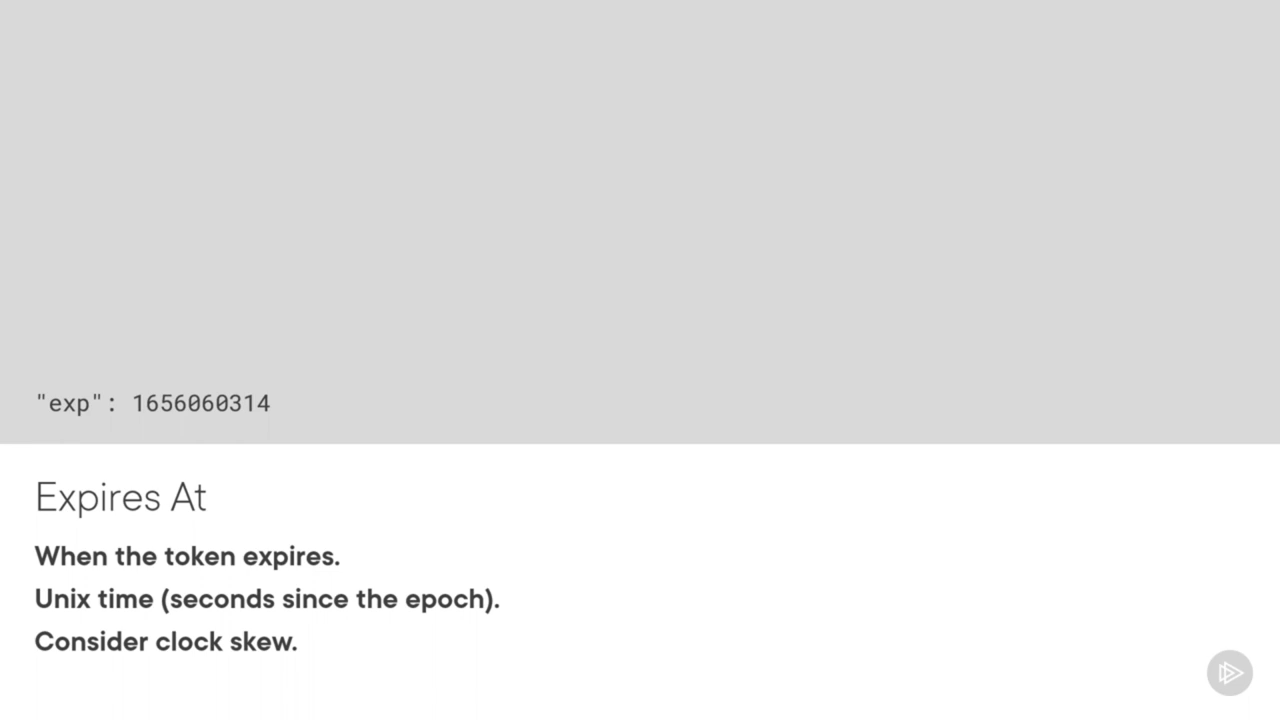 "exp": 1656060314
Expires At
When the token expires.
Unix time (seconds since the epoch).
Consider clock skew.